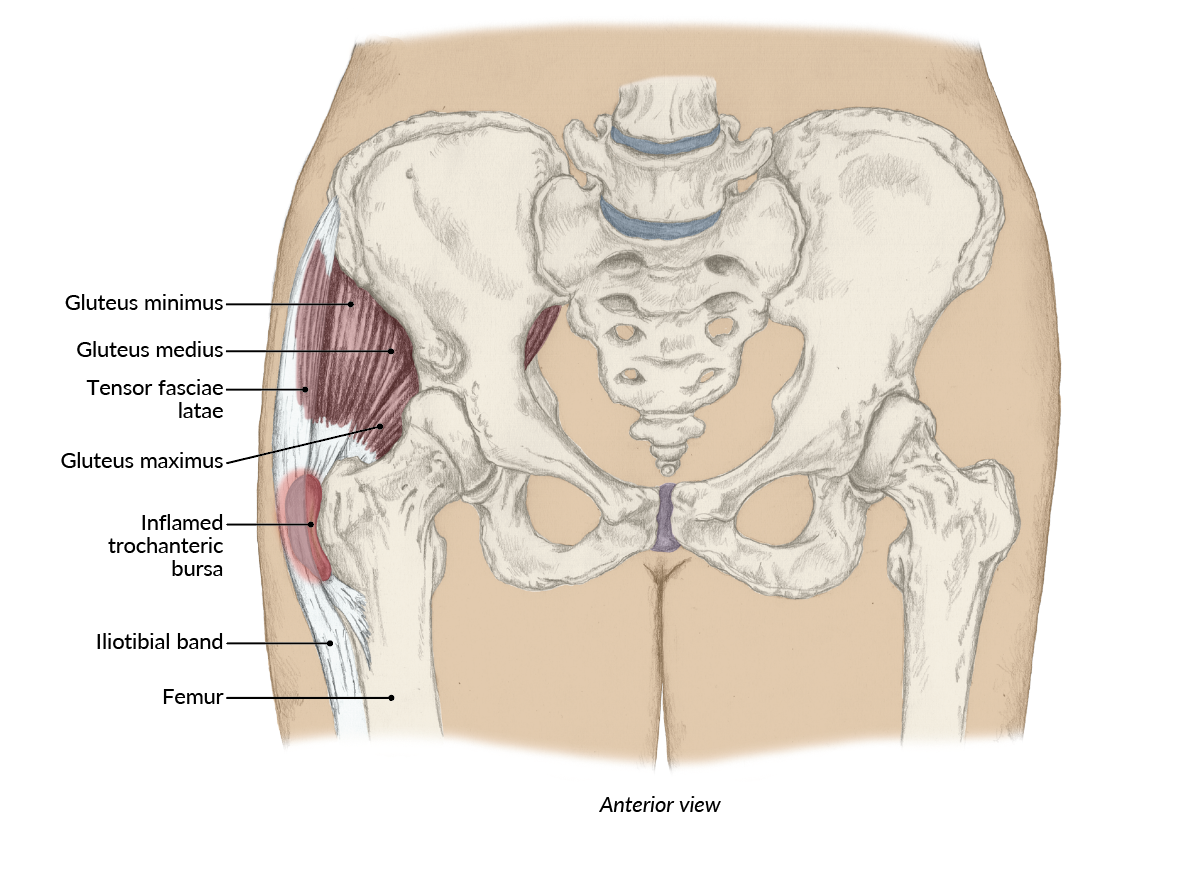 Gluteus minimus
Gluteus medius
Tensor fasciae
latae
Gluteus maximus
Inflamed
trochanteric
bursa
Iliotibial band
Femur
Anterior view